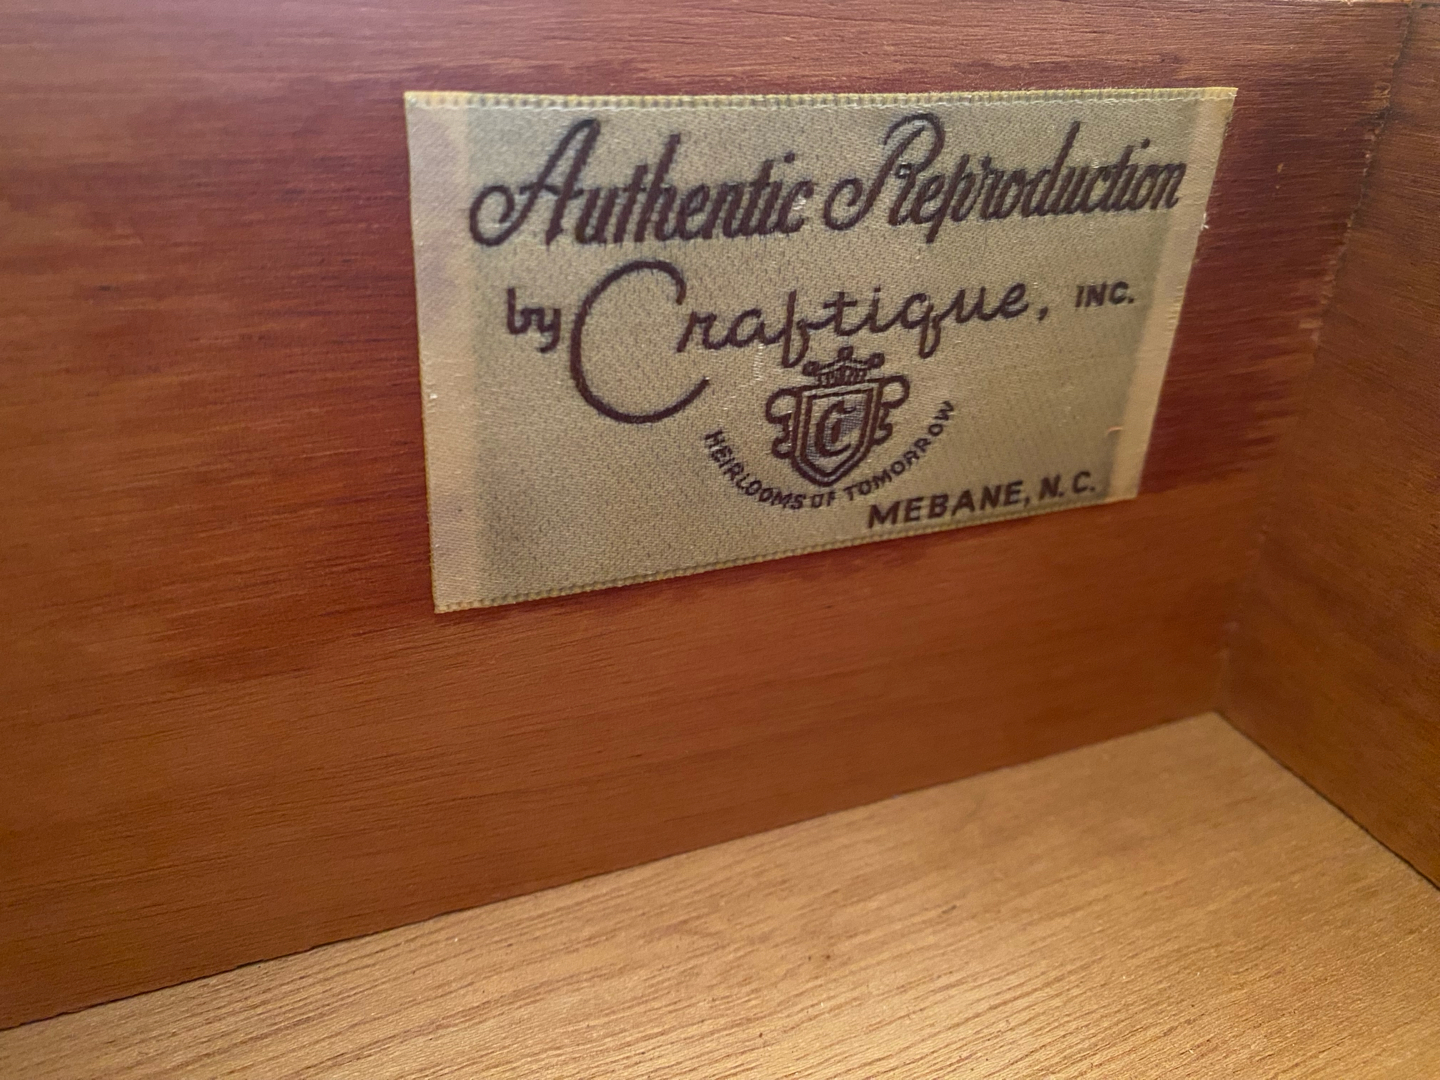 Authentic Reproduction
by Craftique, INC.
C
HEIRLOOMS OF TOMORROW
MEBANE, N.C.